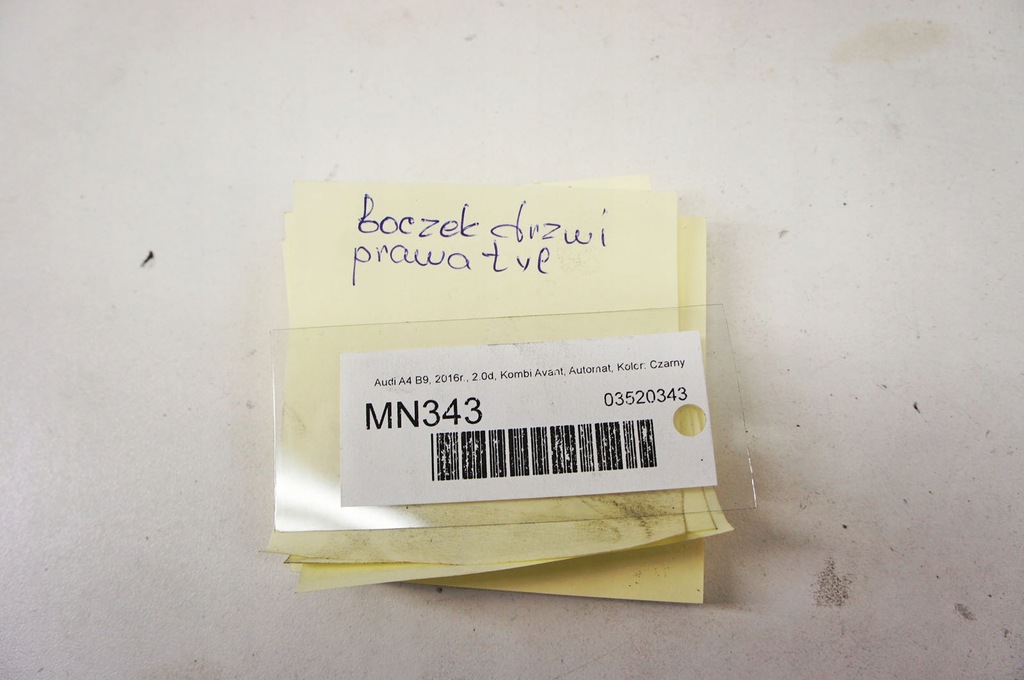 Boczek drzwi
prawa tył
Audi A4 B9, 2016r., 2.0d, Kombi Avant, Automat, Kolor: Czarny
MN343
03520343